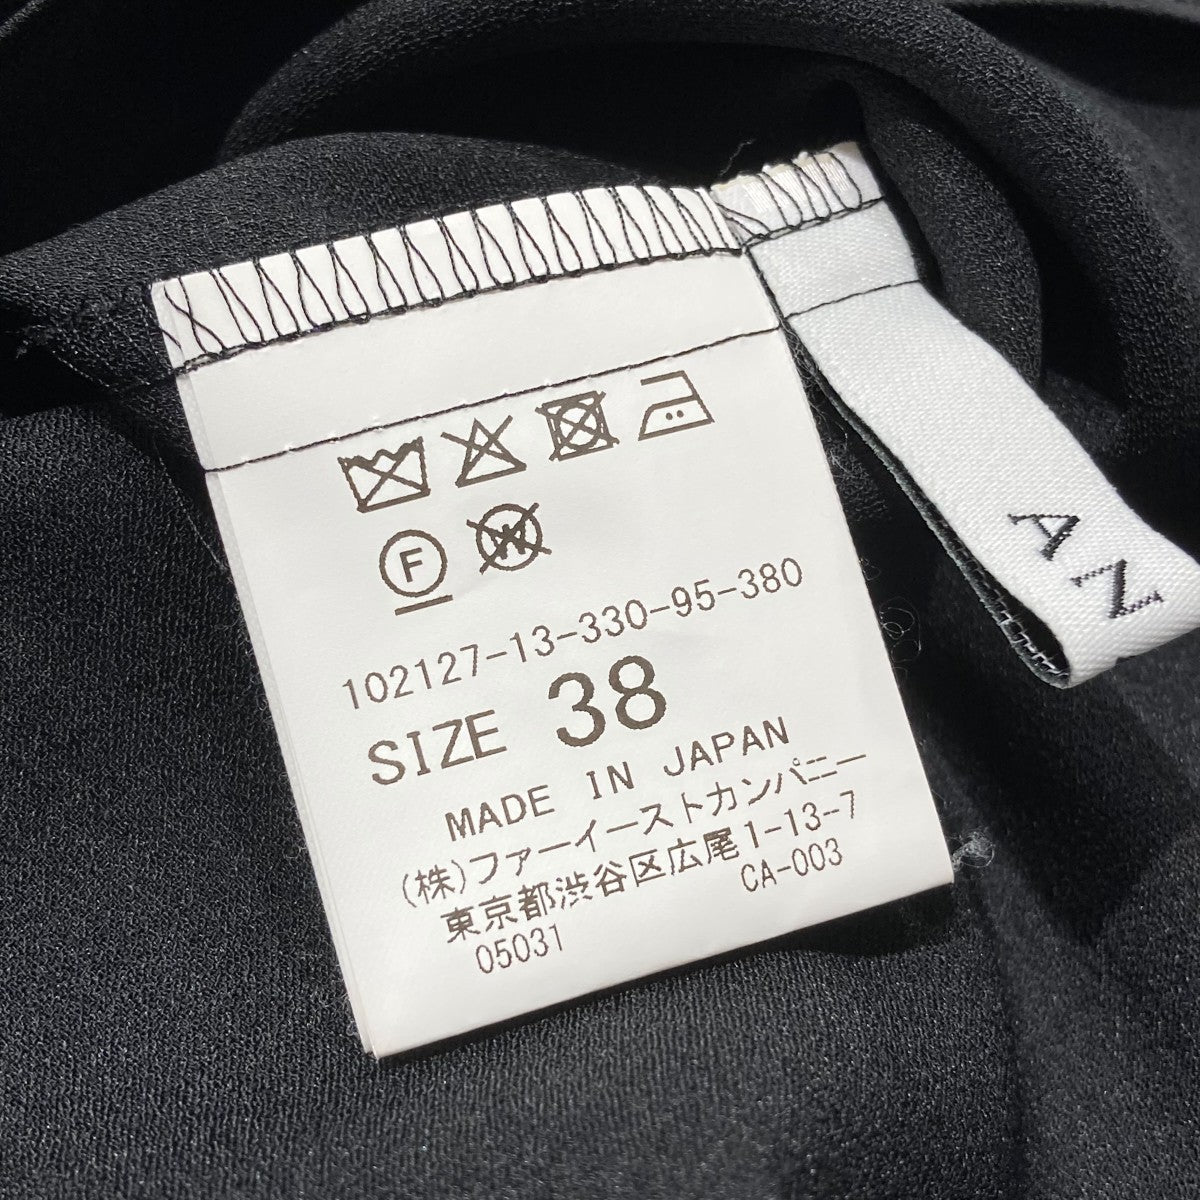 F W
102127-13-330-95-380
SIZE 38
MADE IN JAPAN
(株)ファーイーストカンパニー
東京都渋谷区広尾1-13-7
CA-003
05031
AN